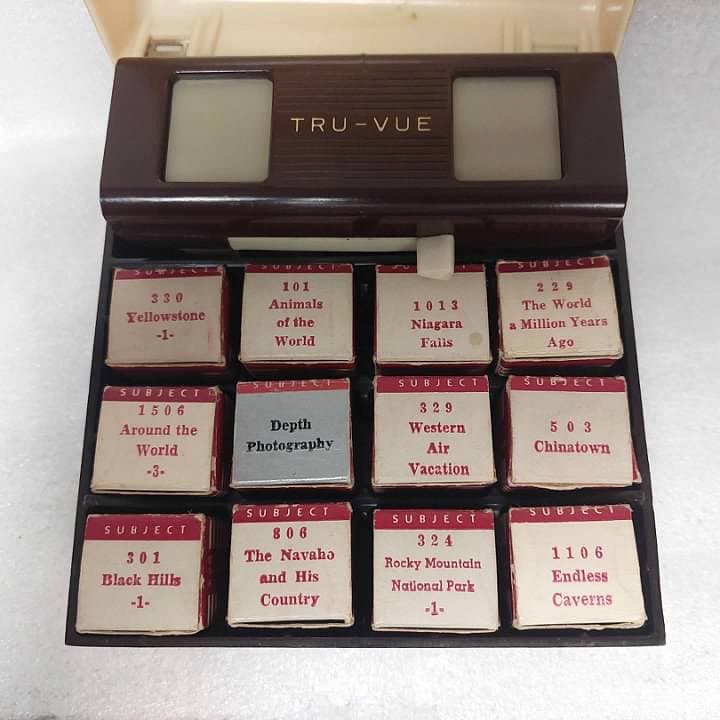 TRU-VUE
SUBJECT
330
Yellowstone
-1-
SUBJECT
101
Animals
of the
World
SUBJECT
1013
Niagara
Falls
SUBJECT
229
The World
a Million Years
Ago
SUBJECT
1506
Around the
World
-3-
SUBJECT
Depth
Photography
SUBJECT
329
Western
Air
Vacation
SUBJECT
503
Chinatown
SUBJECT
301
Black Hills
-1-
SUBJECT
806
The Navaho
and His
Country
SUBJECT
324
Rocky Mountain
National Park
-1-
SUBJECT
1106
Endless
Caverns